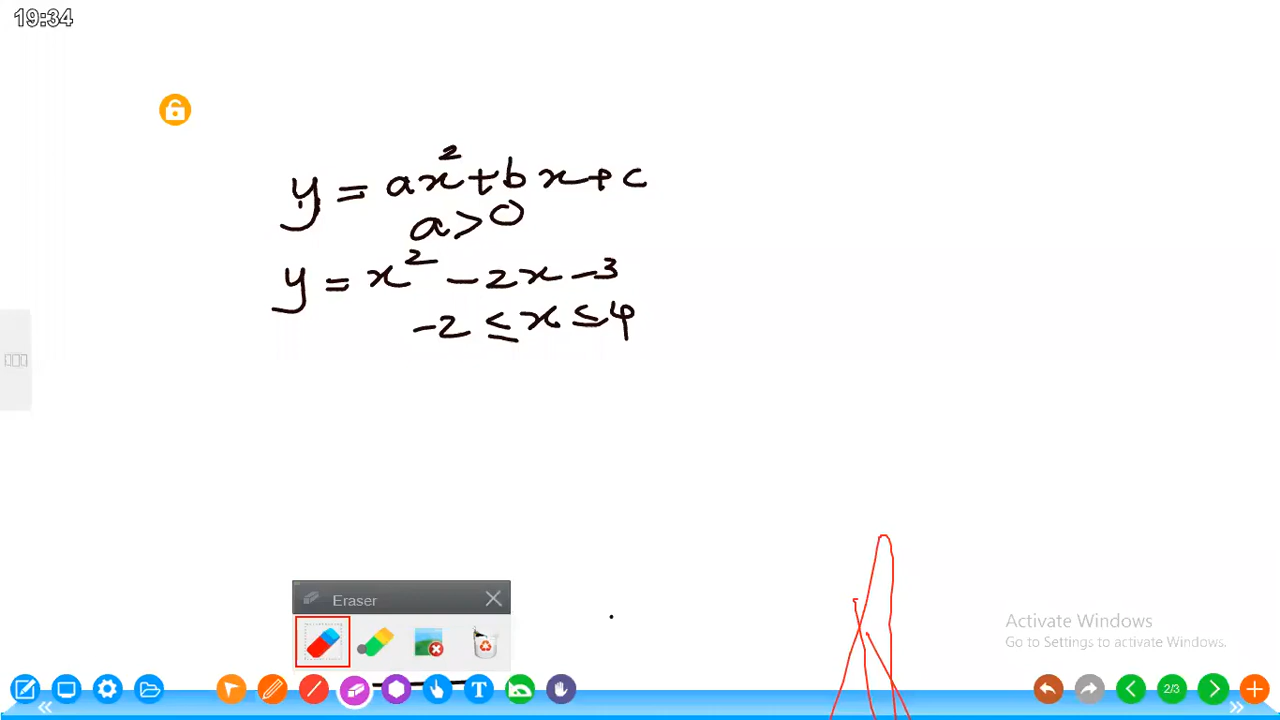 19:34
y = ax² + bx + c
a > 0
y = x² - 2x - 3
-2 ≤ x ≤ 4
Eraser
Activate Windows
Go to Settings to activate Windows.
T
2/3